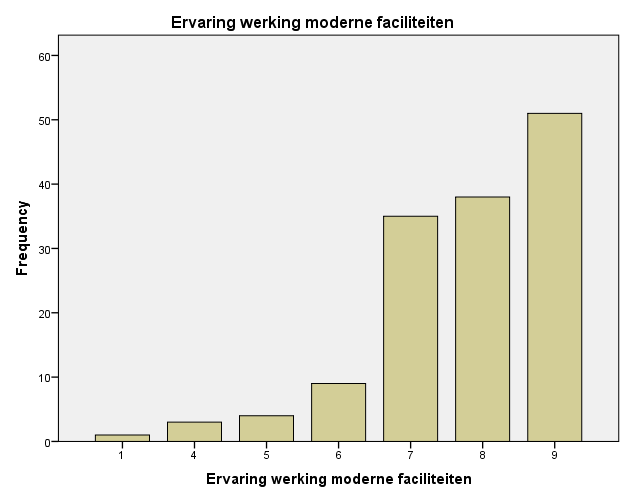 Ervaring werking moderne faciliteiten
60
50
40
30
20
10
0
Frequency
1 4 5 6 7 8 9
Ervaring werking moderne faciliteiten